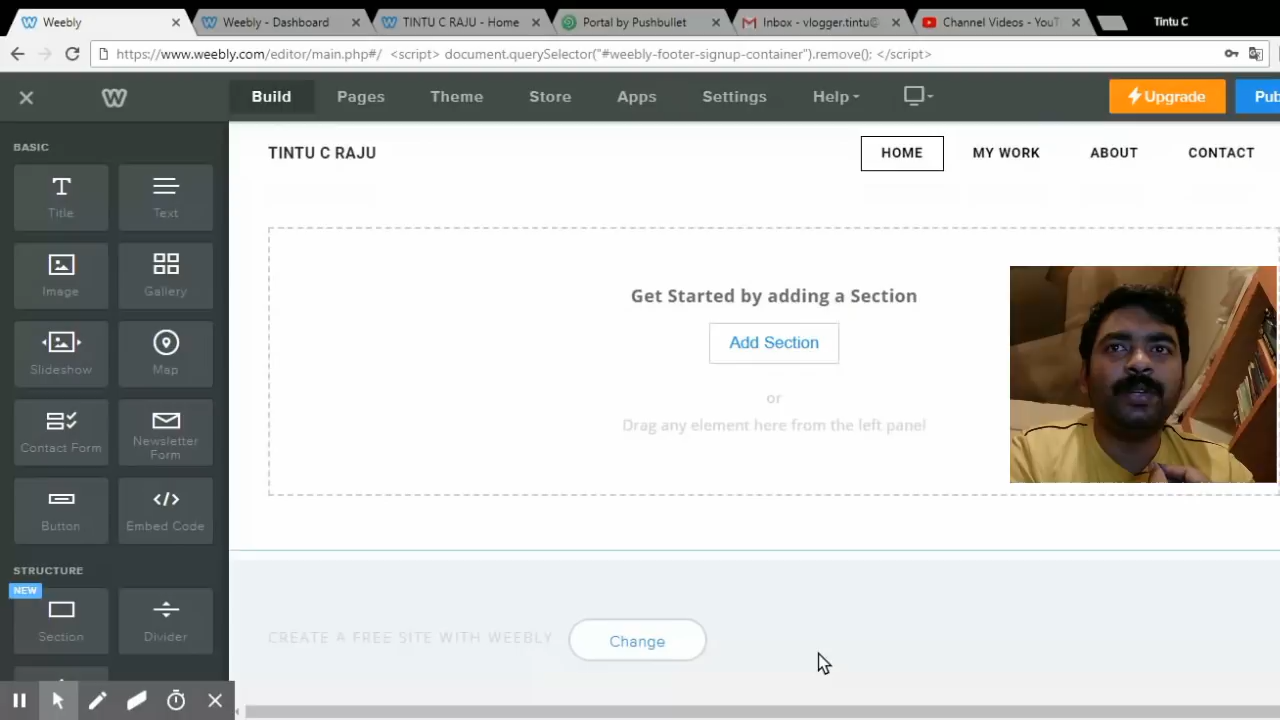 Weebly
Weebly - Dashboard
TINTU C RAJU - Home
Portal by Pushbullet
Inbox - vlogger.tintu@
Channel Videos - YouT
Tintu C
https://www.weebly.com/editor/main.php#/ <script> document.querySelector("#weebly-footer-signup-container").remove(); </script>
Build
Pages
Theme
Store
Apps
Settings
Help
Upgrade
Pub
BASIC
TINTU C RAJU
HOME
MY WORK
ABOUT
CONTACT
Title
Text
Image
Gallery
Slideshow
Map
Contact Form
Newsletter
Form
Button
Embed Code
STRUCTURE
NEW
Section
Divider
Get Started by adding a Section
Add Section
or
Drag any element here from the left panel
CREATE A FREE SITE WITH WEEBLY
Change